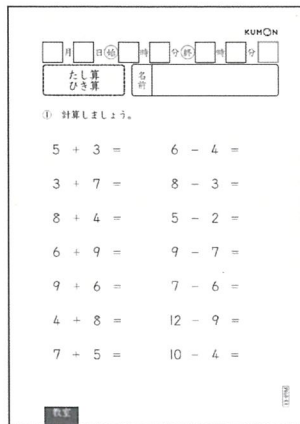 KUMON
月 日 始 時 分 終 時 分
たし算
ひき算
名前
① 計算しましょう。
5 + 3 = 6 - 4 =
3 + 7 = 8 - 3 =
8 + 4 = 5 - 2 =
6 + 9 = 9 - 7 =
9 + 6 = 7 - 6 =
4 + 8 = 12 - 9 =
7 + 5 = 10 - 4 =
教室